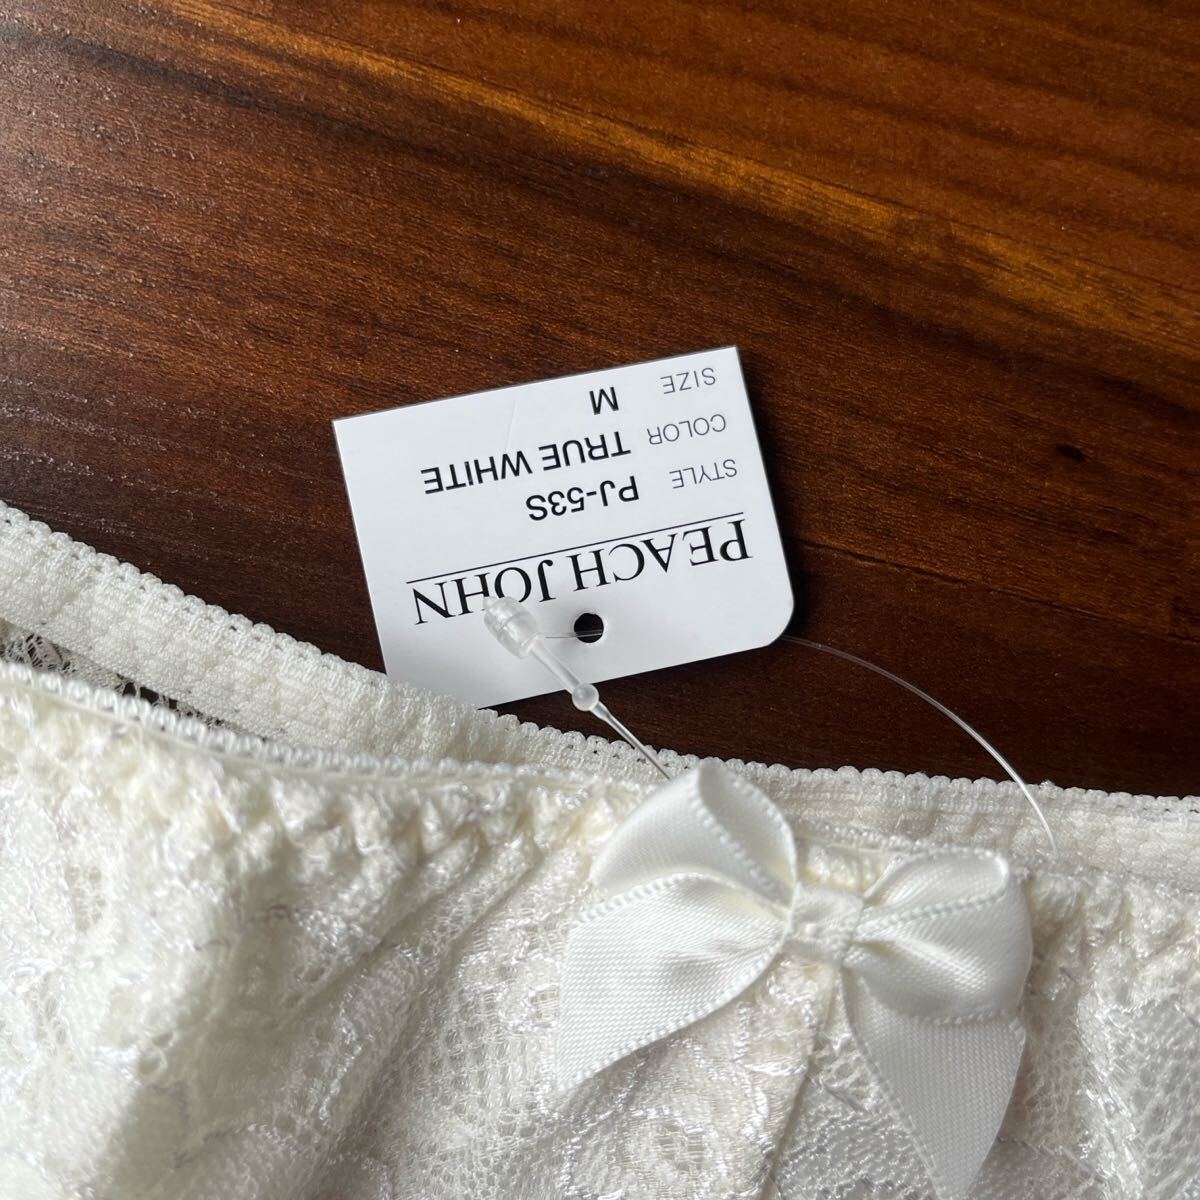 PEACH JOHN
STYLE PJ-53S
COLOR TRUE WHITE
SIZE M